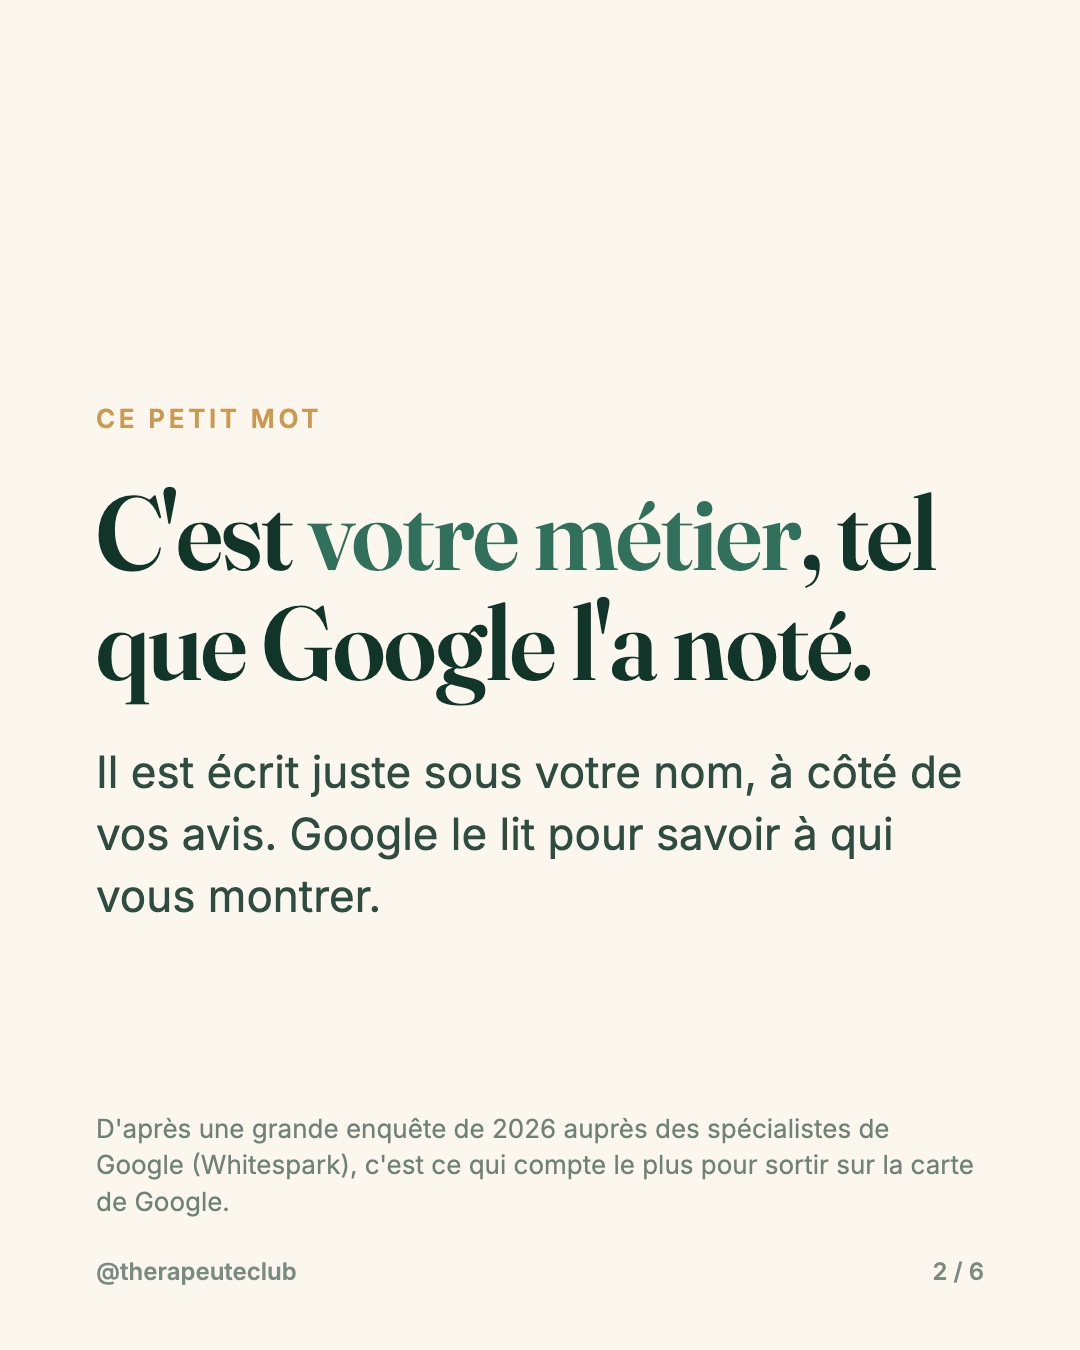 CE PETIT MOT
C'est votre métier, tel
que Google l'a noté.
Il est écrit juste sous votre nom, à côté de
vos avis. Google le lit pour savoir à qui
vous montrer.
D'après une grande enquête de 2026 auprès des spécialistes de
Google (Whitespark), c'est ce qui compte le plus pour sortir sur la carte
de Google.
@therapeuteclub
2 / 6